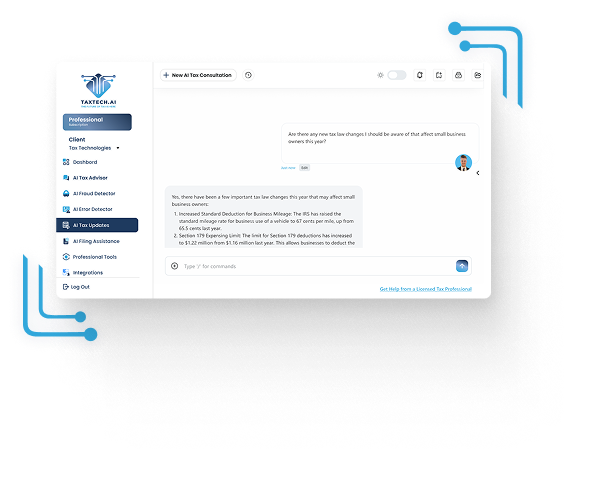 TAXTECH.AI
Professional
Subscription
Client
Tax Technologies
Dashbord
AI Tax Advisor
AI Fraud Detector
AI Error Detector
AI Tax Updates
AI Filing Assistance
Professional Tools
Integrations
Log Out
New AI Tax Consultation
Are there any new tax law changes I should be aware of that affect small business
owners this year?
Just now
Edit
Yes, there have been a few important tax law changes this year that may affect small
business owners:
1. Increased Standard Deduction for Business Mileage: The IRS has raised the
standard mileage rate for business use of a vehicle to 67 cents per mile, up from
65.5 cents last year.
2. Section 179 Expensing Limit: The limit for Section 179 deductions has increased
to $1.22 million from $1.16 million last year. This allows businesses to deduct the
Type '/' for commands
Get Help from a Licensed Tax Professional